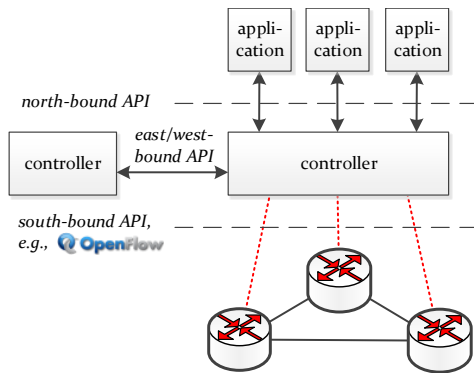 appli-
cation
appli-
cation
appli-
cation
north-bound API
east/west-
bound API
controller
controller
south-bound API,
e.g., OpenFlow